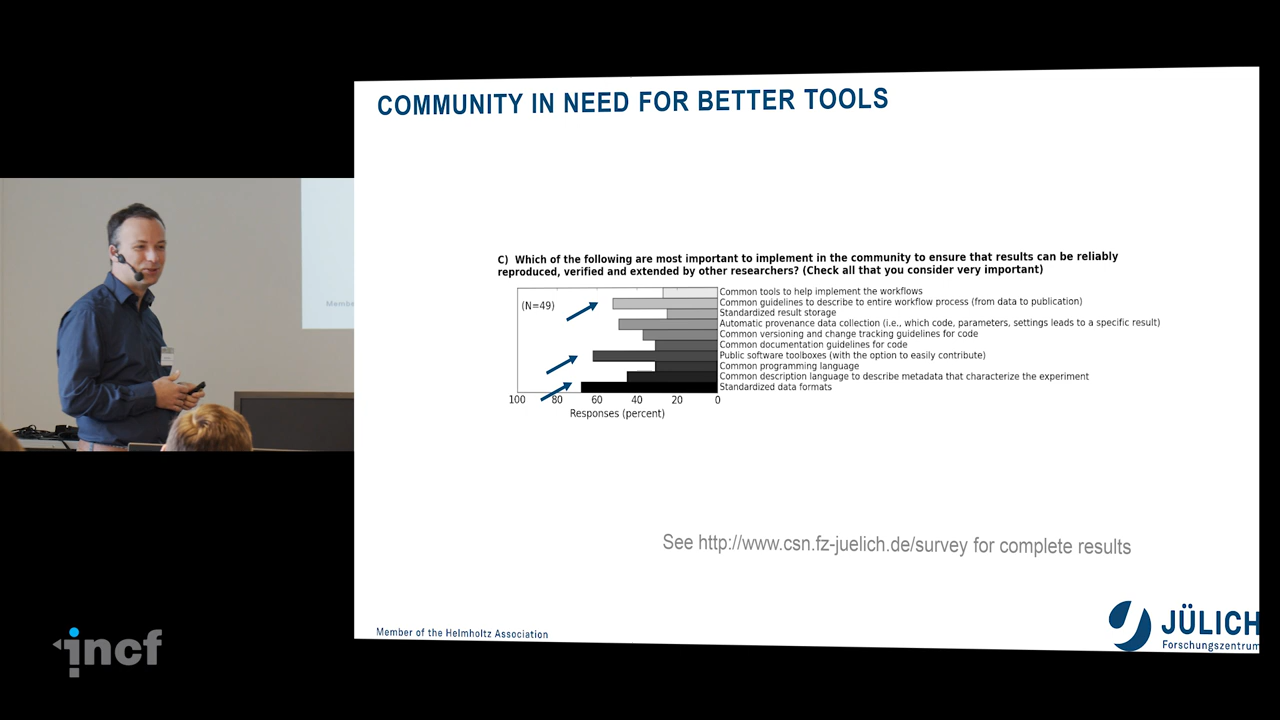 COMMUNITY IN NEED FOR BETTER TOOLS
C) Which of the following are most important to implement in the community to ensure that results can be reliably
reproduced, verified and extended by other researchers? (Check all that you consider very important)
(N=49)
Common tools to help implement the workflows
Common guidelines to describe to entire workflow process (from data to publication)
Standardized result storage
Automatic provenance data collection (i.e., which code, parameters, settings leads to a specific result)
Common versioning and change tracking guidelines for code
Common documentation guidelines for code
Public software toolboxes (with the option to easily contribute)
Common programming language
Common description language to describe metadata that characterize the experiment
Standardized data formats
100 80 60 40 20 0
Responses (percent)
See http://www.csn.fz-juelich.de/survey for complete results
Member of the Helmholtz Association
JÜLICH
Forschungszentrum
incf